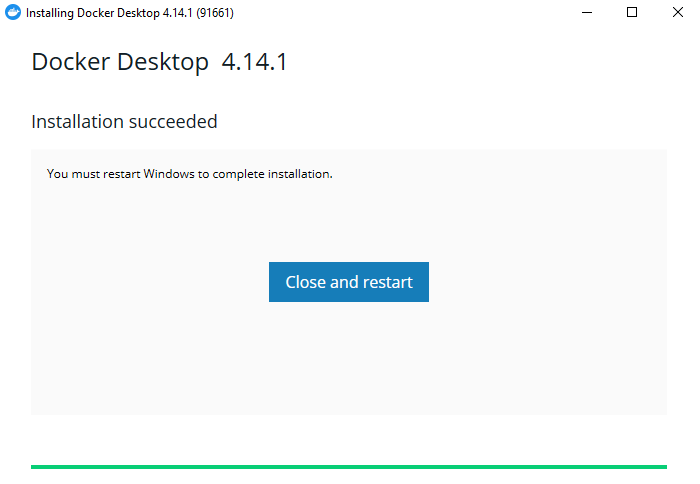 Installing Docker Desktop 4.14.1 (91661)
Docker Desktop 4.14.1
Installation succeeded
You must restart Windows to complete installation.
Close and restart